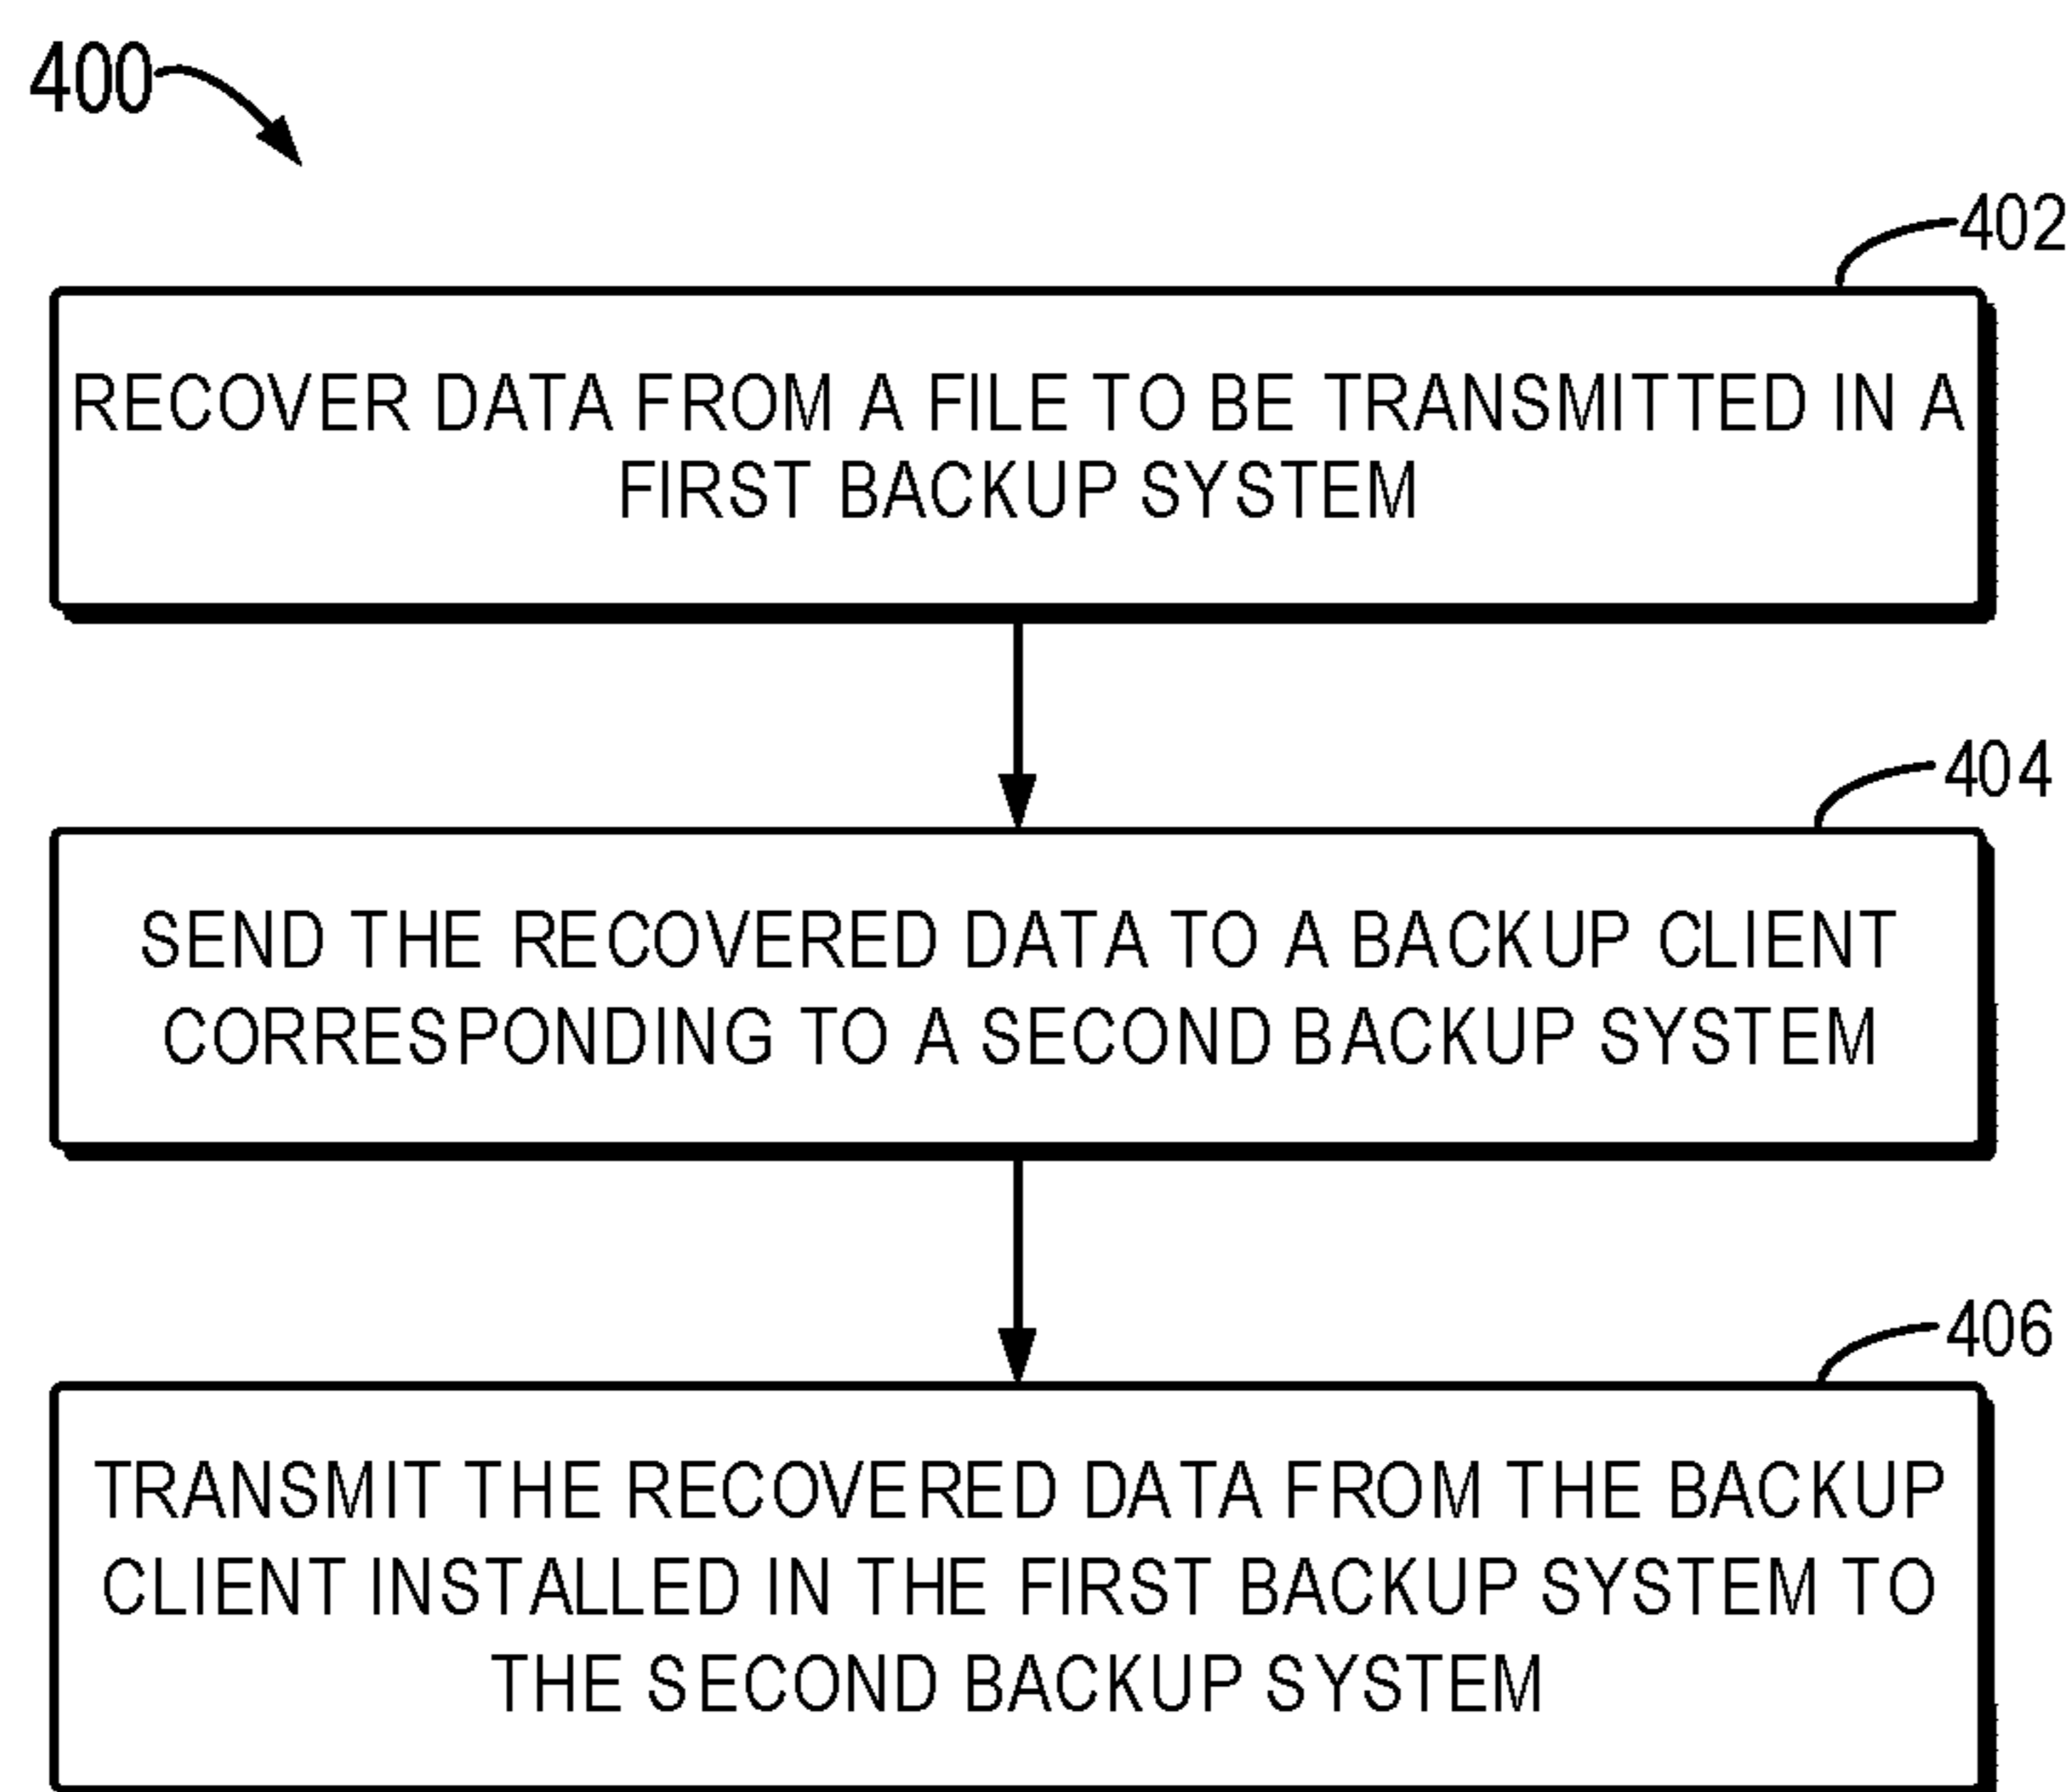 400
402
RECOVER DATA FROM A FILE TO BE TRANSMITTED IN A
FIRST BACKUP SYSTEM
404
SEND THE RECOVERED DATA TO A BACKUP CLIENT
CORRESPONDING TO A SECOND BACKUP SYSTEM
406
TRANSMIT THE RECOVERED DATA FROM THE BACKUP
CLIENT INSTALLED IN THE FIRST BACKUP SYSTEM TO
THE SECOND BACKUP SYSTEM